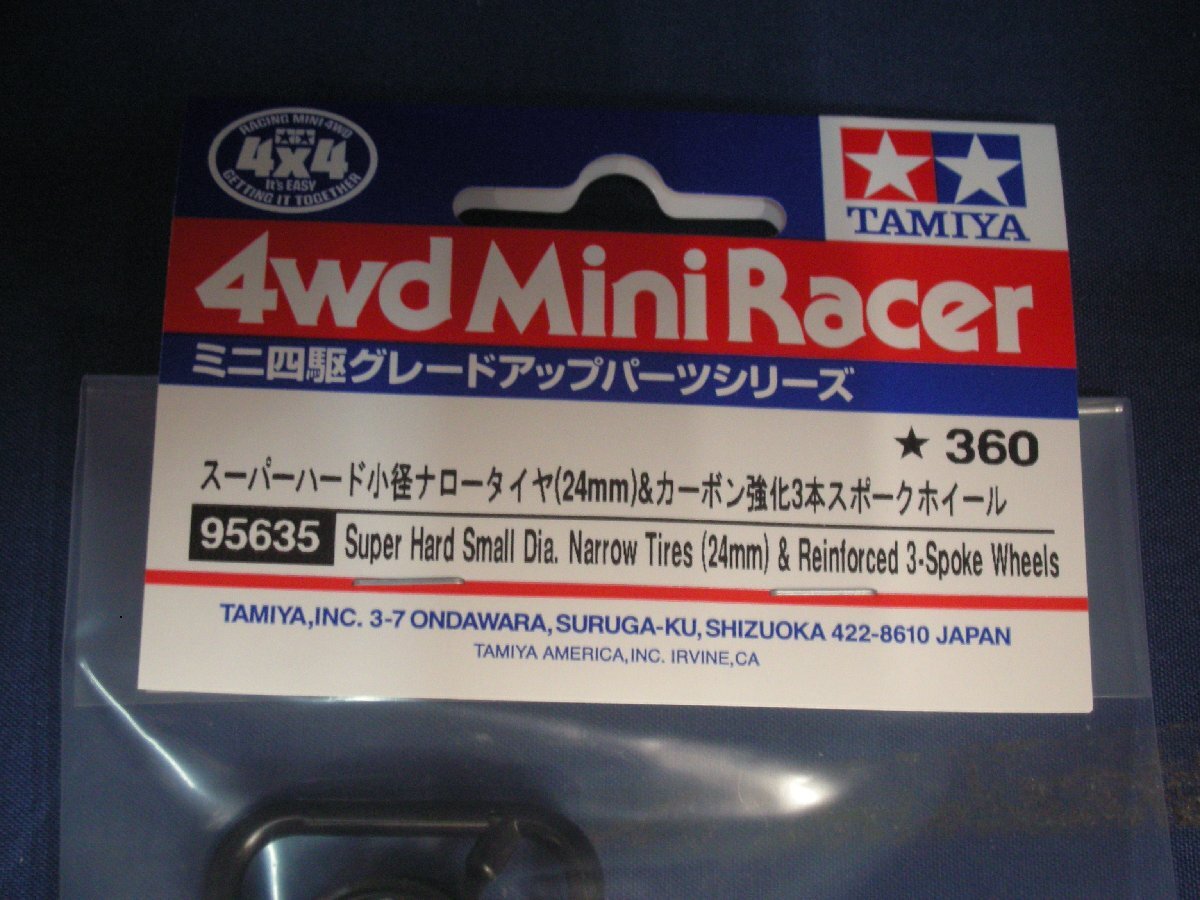 RACING MINI 4WD
4x4
It's EASY
GETTING IT TOGETHER
TAMIYA
4wd Mini Racer
ミニ四駆グレードアップパーツシリーズ
★ 360
スーパーハード小径ナロータイヤ(24mm)&カーボン強化3本スポークホイール
95635 Super Hard Small Dia. Narrow Tires (24mm) & Reinforced 3-Spoke Wheels
TAMIYA,INC. 3-7 ONDAWARA, SURUGA-KU, SHIZUOKA 422-8610 JAPAN
TAMIYA AMERICA, INC. IRVINE, CA